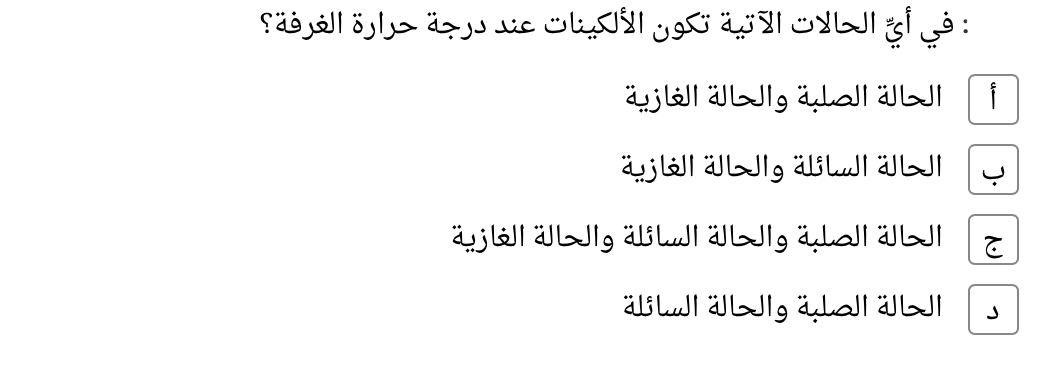 : في أيٍّ الحالات الآتية تكون الألكينات عند درجة حرارة الغرفة؟
أ الحالة الصلبة والحالة الغازية
ب الحالة السائلة والحالة الغازية
ج الحالة الصلبة والحالة السائلة والحالة الغازية
د الحالة الصلبة والحالة السائلة